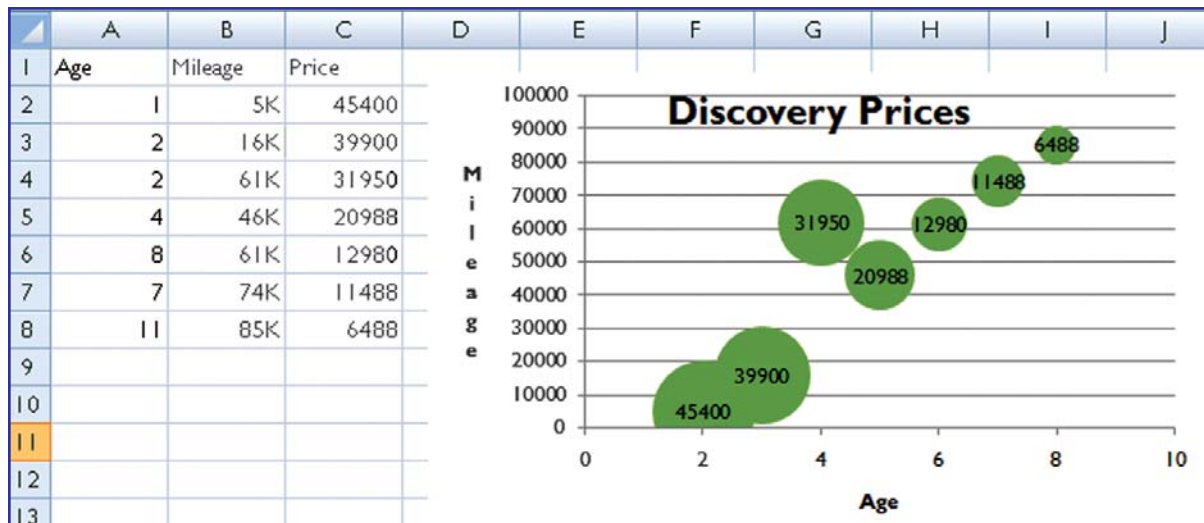 A B C D E F G H I J
1 Age Mileage Price
2 1 5K 45400
3 2 16K 39900
4 2 61K 31950
5 4 46K 20988
6 8 61K 12980
7 7 74K 11488
8 11 85K 6488
9
10
11
12
13
Discovery Prices
Mileage
100000
90000
80000
70000
60000
50000
40000
30000
20000
10000
0
6488
11488
31950
12980
20988
39900
45400
0 2 4 6 8 10
Age